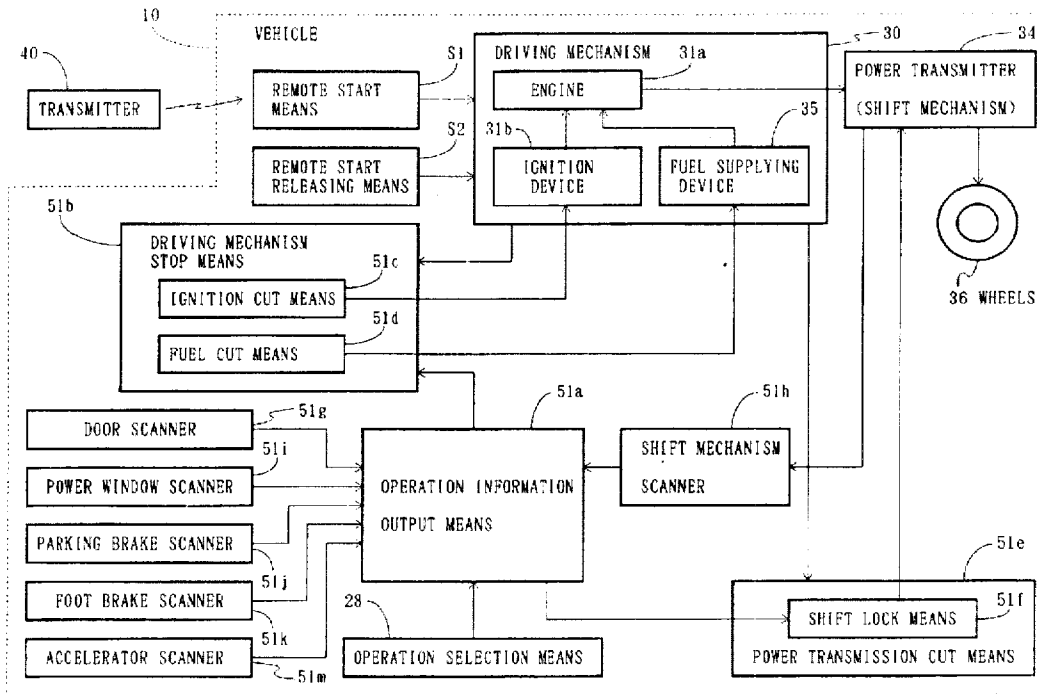 10
VEHICLE
40
TRANSMITTER
S1
REMOTE START
MEANS
S2
REMOTE START
RELEASING MEANS
30
DRIVING MECHANISM
31a
ENGINE
31b
IGNITION
DEVICE
35
FUEL SUPPLYING
DEVICE
34
POWER TRANSMITTER
(SHIFT MECHANISM)
36 WHEELS
51b
DRIVING MECHANISM
STOP MEANS
51c
IGNITION CUT MEANS
51d
FUEL CUT MEANS
51g
DOOR SCANNER
51i
POWER WINDOW SCANNER
PARKING BRAKE SCANNER
51j
FOOT BRAKE SCANNER
51k
ACCELERATOR SCANNER
51m
51a
OPERATION INFORMATION
OUTPUT MEANS
51h
SHIFT MECHANISM
SCANNER
28
OPERATION SELECTION MEANS
51e
51f
SHIFT LOCK MEANS
POWER TRANSMISSION CUT MEANS